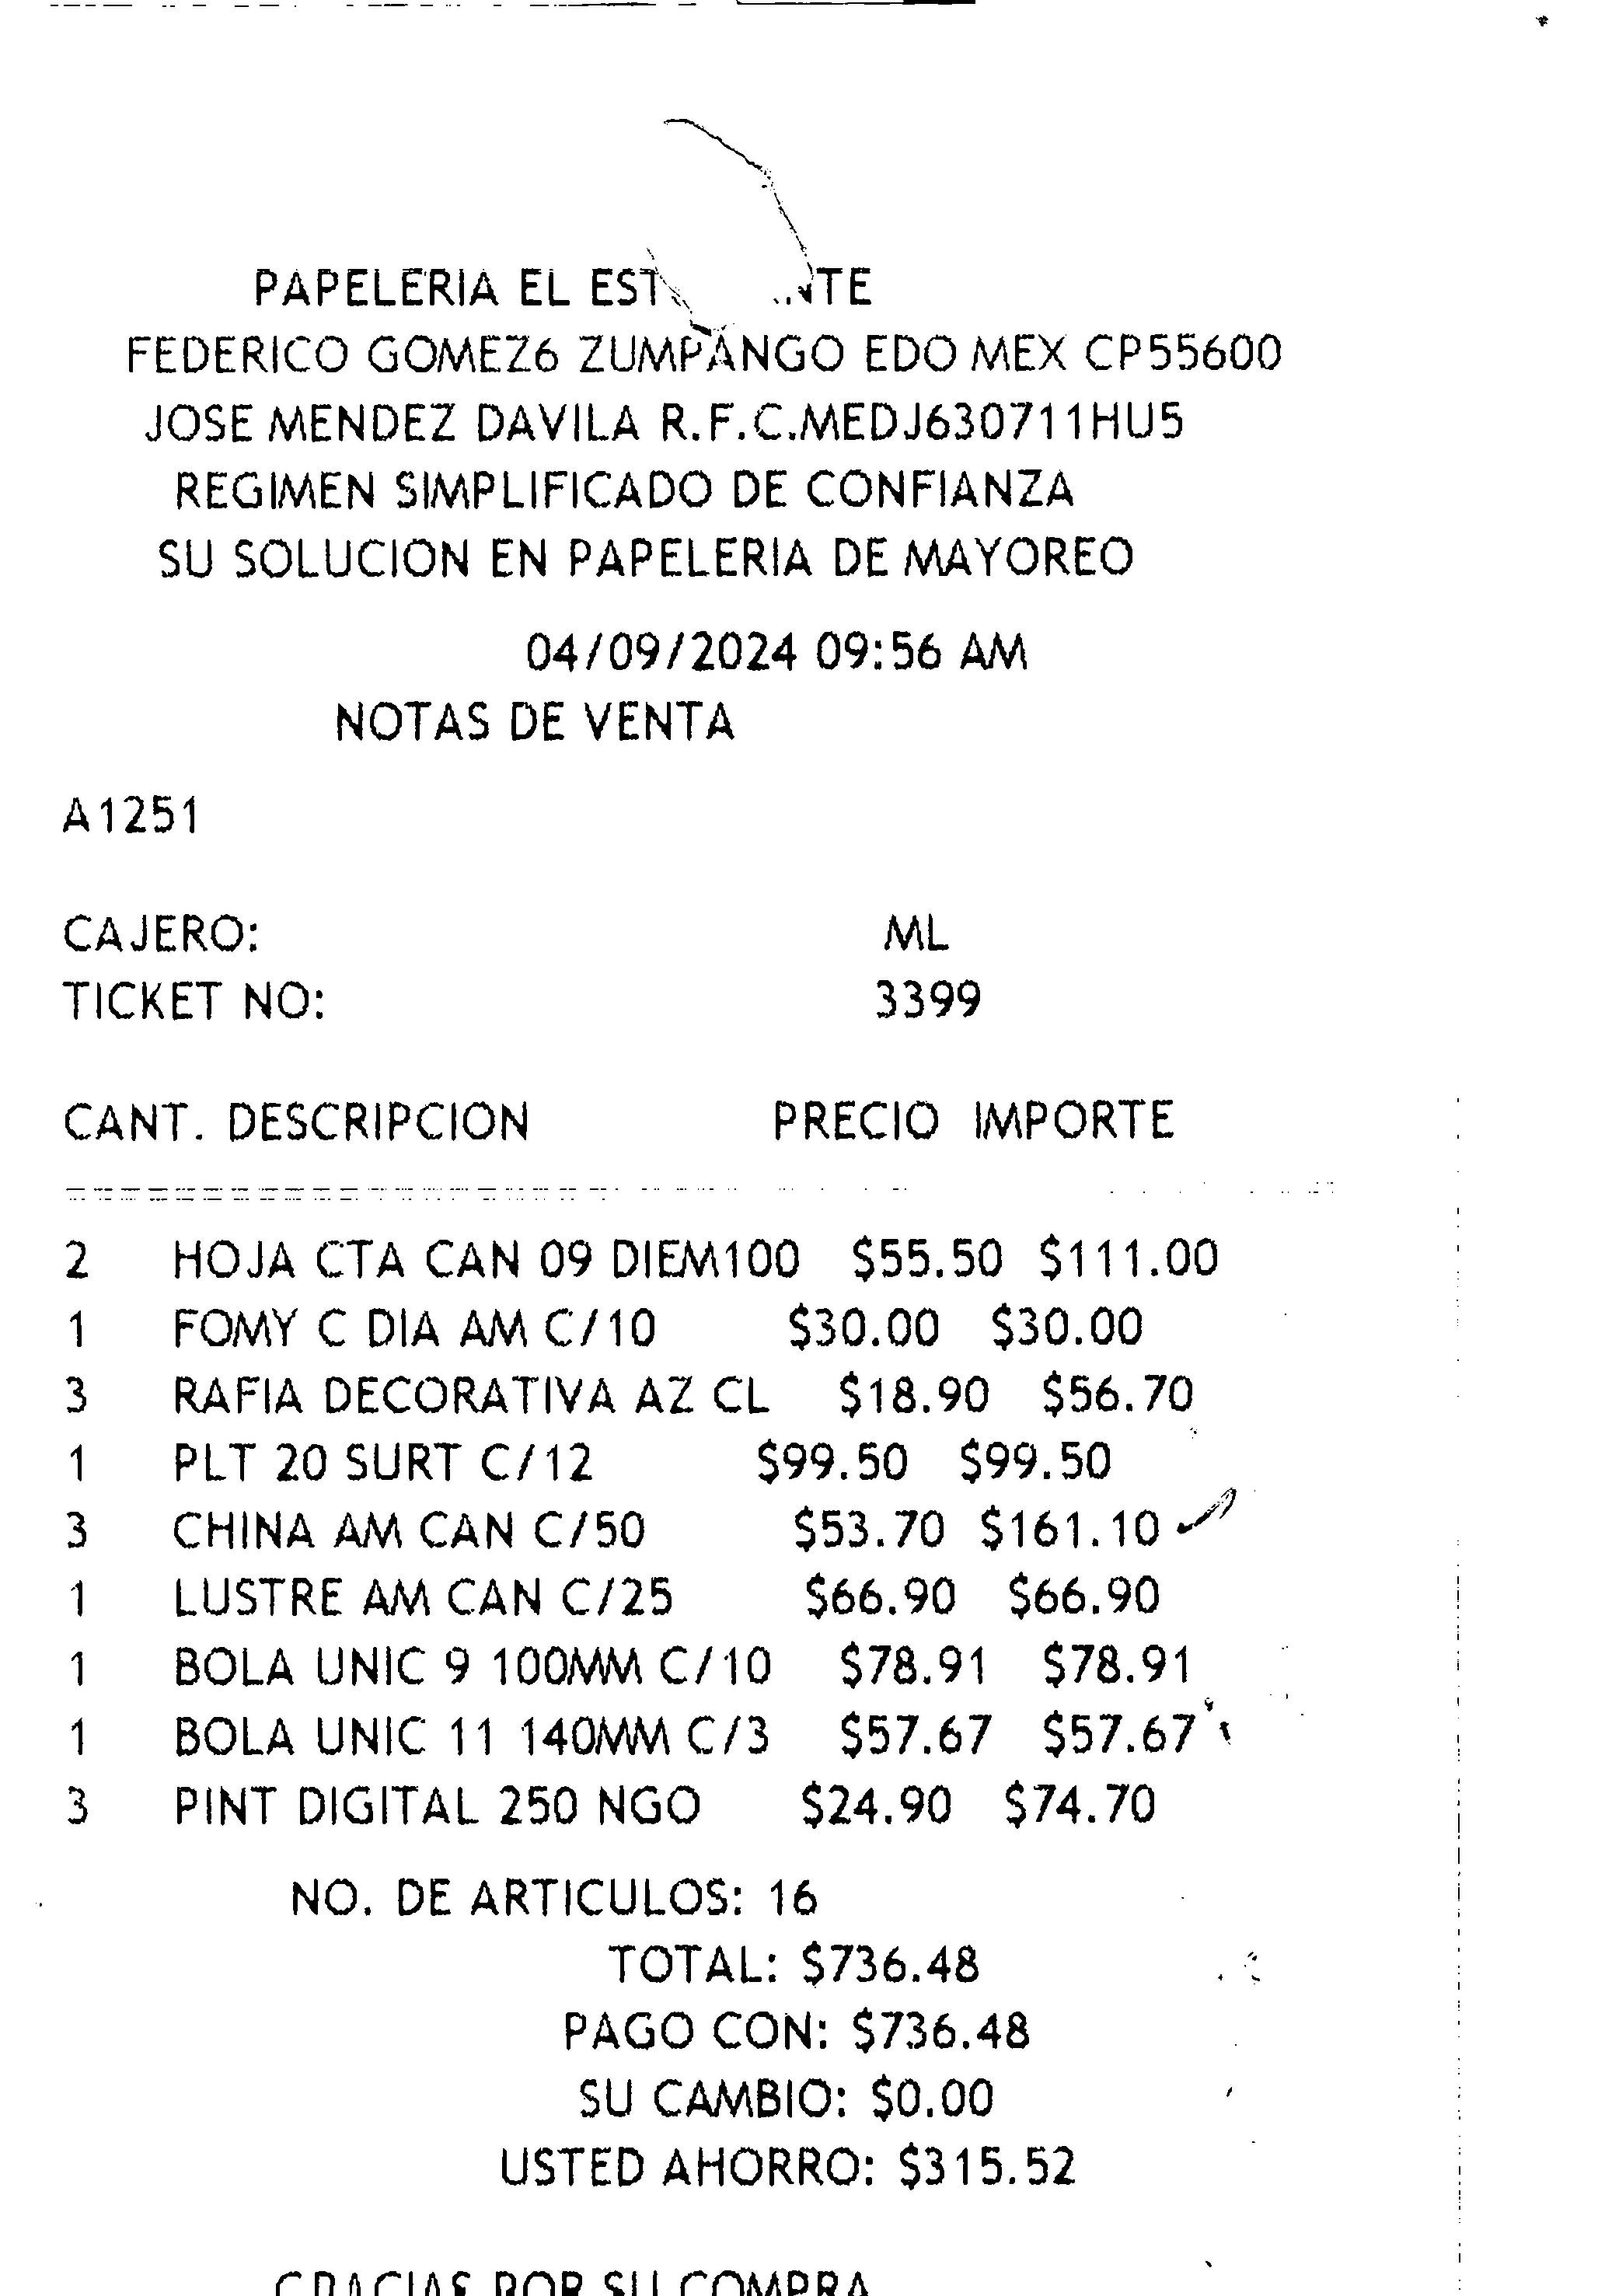 PAPELERIA EL
FEDERICO GOMEZ6 ZUMPANGO EDO MEX CP55600
JOSE MENDEZ DAVILA R.F.C.MEDJ630711HU5
REGIMEN SIMPLIFICADO DE CONFIANZA
SU SOLUCION EN PAPELERIA DE MAYOREO
04/09/2024 09:56 AM
NOTAS DE VENTA
A1251
CAJERO: ML
TICKET NO: 3399
CANT. DESCRIPCION PRECIO IMPORTE
2 HOJA CTA CAN 09 DIEM100 $55.50 $111.00
1 FOMY C DIA AM C/10 $30.00 $30.00
3 RAFIA DECORATIVA AZ CL $18.90 $56.70
1 PLT 20 SURT C/12 $99.50 $99.50
3 CHINA AM CAN C/50 $53.70 $161.10
1 LUSTRE AM CAN C/25 $66.90 $66.90
1 BOLA UNIC 9 100MM C/10 $78.91 $78.91
1 BOLA UNIC 11 140MM C/3 $57.67 $57.67
3 PINT DIGITAL 250 NGO $24.90 $74.70
NO. DE ARTICULOS: 16
TOTAL: $736.48
PAGO CON: $736.48
SU CAMBIO: $0.00
USTED AHORRO: $315.52
GRACIAS POR SU COMPRA